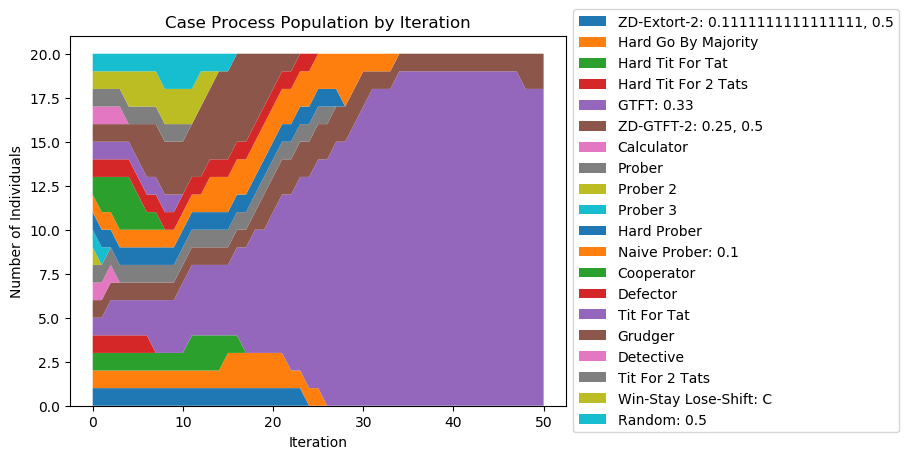 Case Process Population by Iteration
20.0
17.5
15.0
12.5
10.0
7.5
5.0
2.5
0.0
Number of Individuals
0 10 20 30 40 50
Iteration
ZD-Extort-2: 0.1111111111111111, 0.5
Hard Go By Majority
Hard Tit For Tat
Hard Tit For 2 Tats
GTFT: 0.33
ZD-GTFT-2: 0.25, 0.5
Calculator
Prober
Prober 2
Prober 3
Hard Prober
Naive Prober: 0.1
Cooperator
Defector
Tit For Tat
Grudger
Detective
Tit For 2 Tats
Win-Stay Lose-Shift: C
Random: 0.5